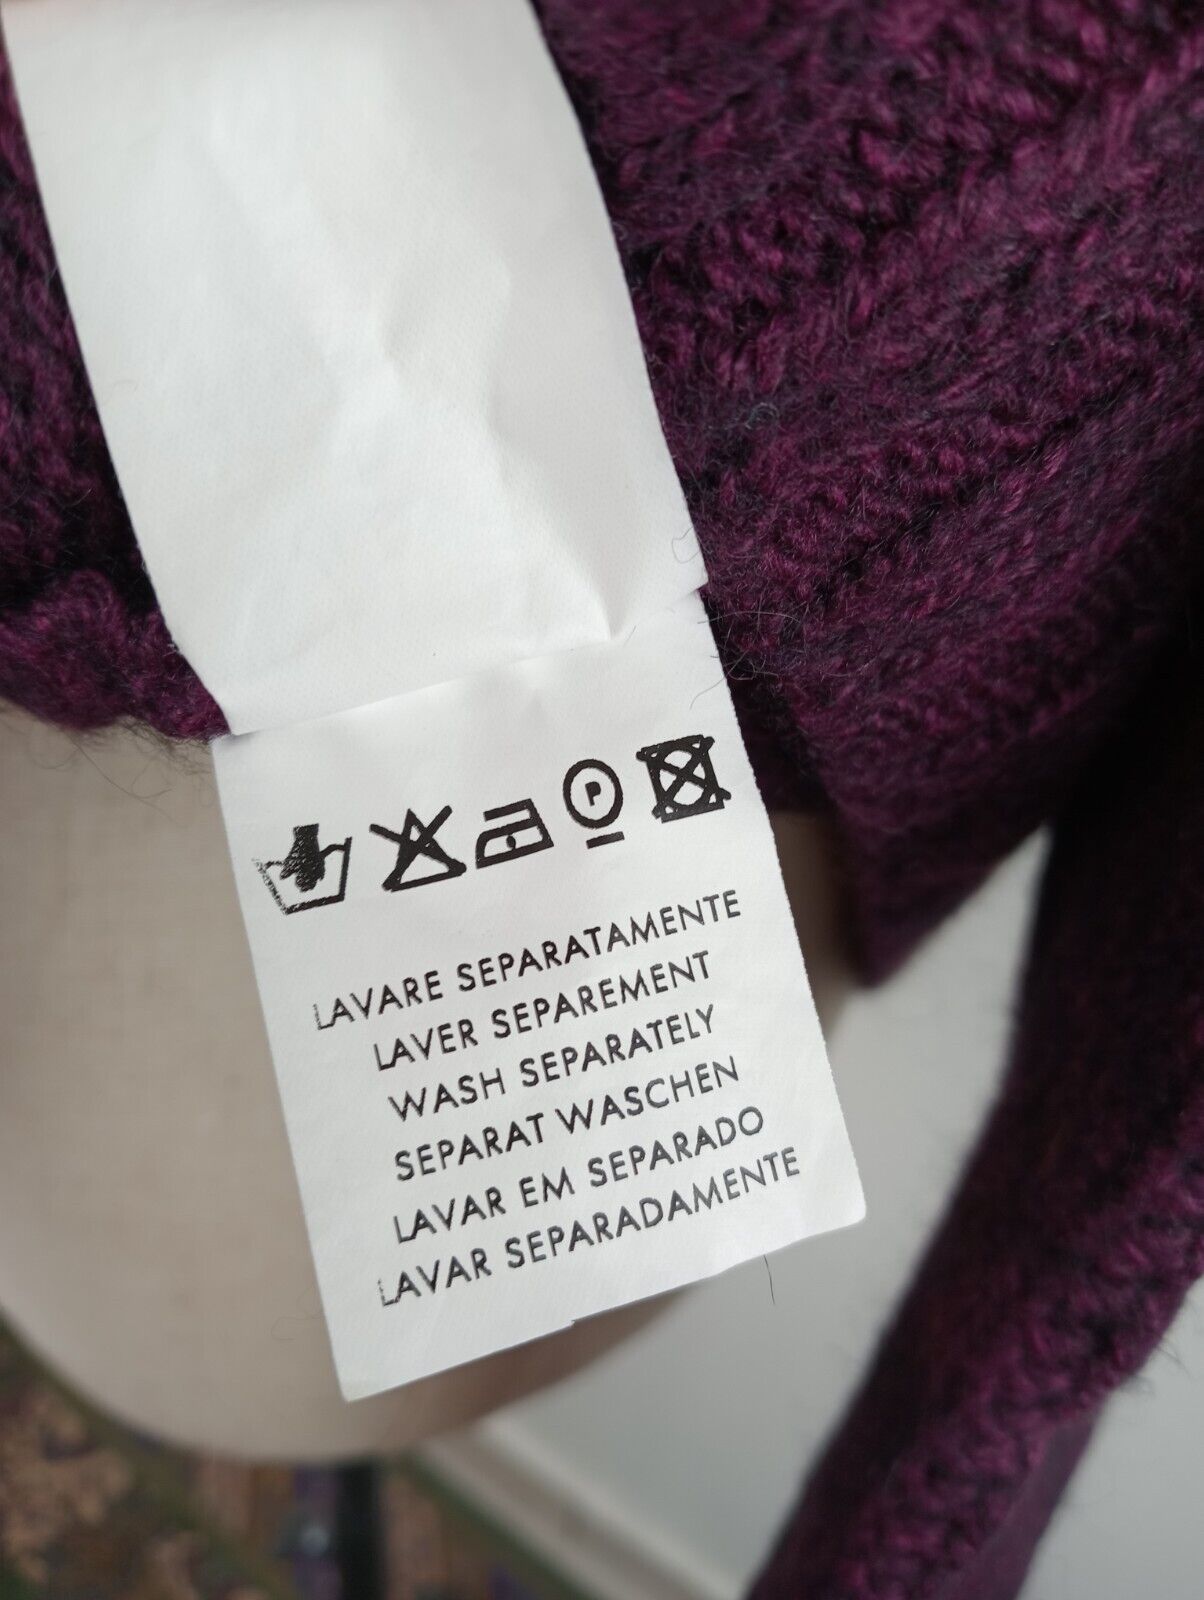 P
LAVARE SEPARATAMENTE
LAVER SEPAREMENT
WASH SEPARATELY
SEPARAT WASCHEN
LAVAR EM SEPARADO
LAVAR SEPARADAMENTE